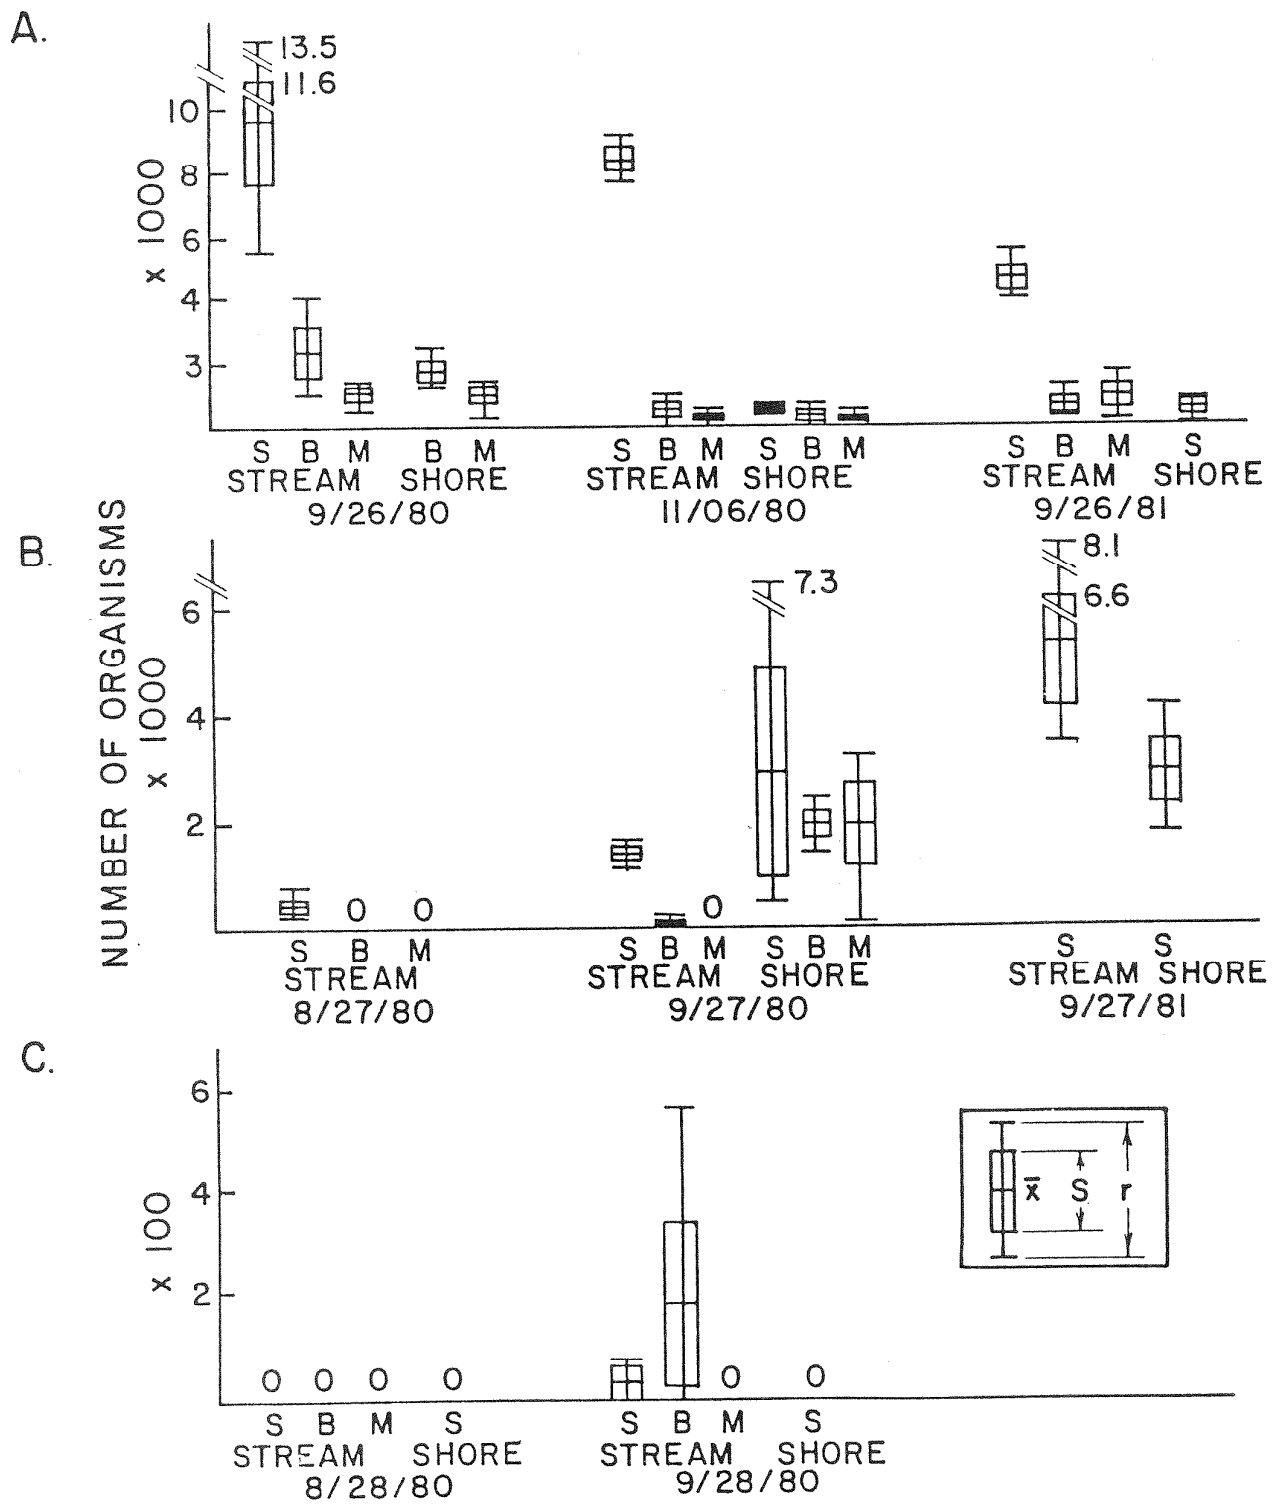 A.
13.5
11.6
10
8
6
4
3
x 1000
S B M B M S B M S B M S B M S
STREAM SHORE STREAM SHORE STREAM SHORE
9/26/80 11/06/80 9/26/81
NUMBER OF ORGANISMS
B.
8.1
7.3
6.6
6
4
2
x 1000
0 0 0
S B M S B M S B M S S
STREAM STREAM SHORE STREAM SHORE
8/27/80 9/27/80 9/27/81
C.
6
4
2
x 100
x̄ S r
0 0 0 0 0 0
S B M S S B M S
STREAM SHORE STREAM SHORE
8/28/80 9/28/80